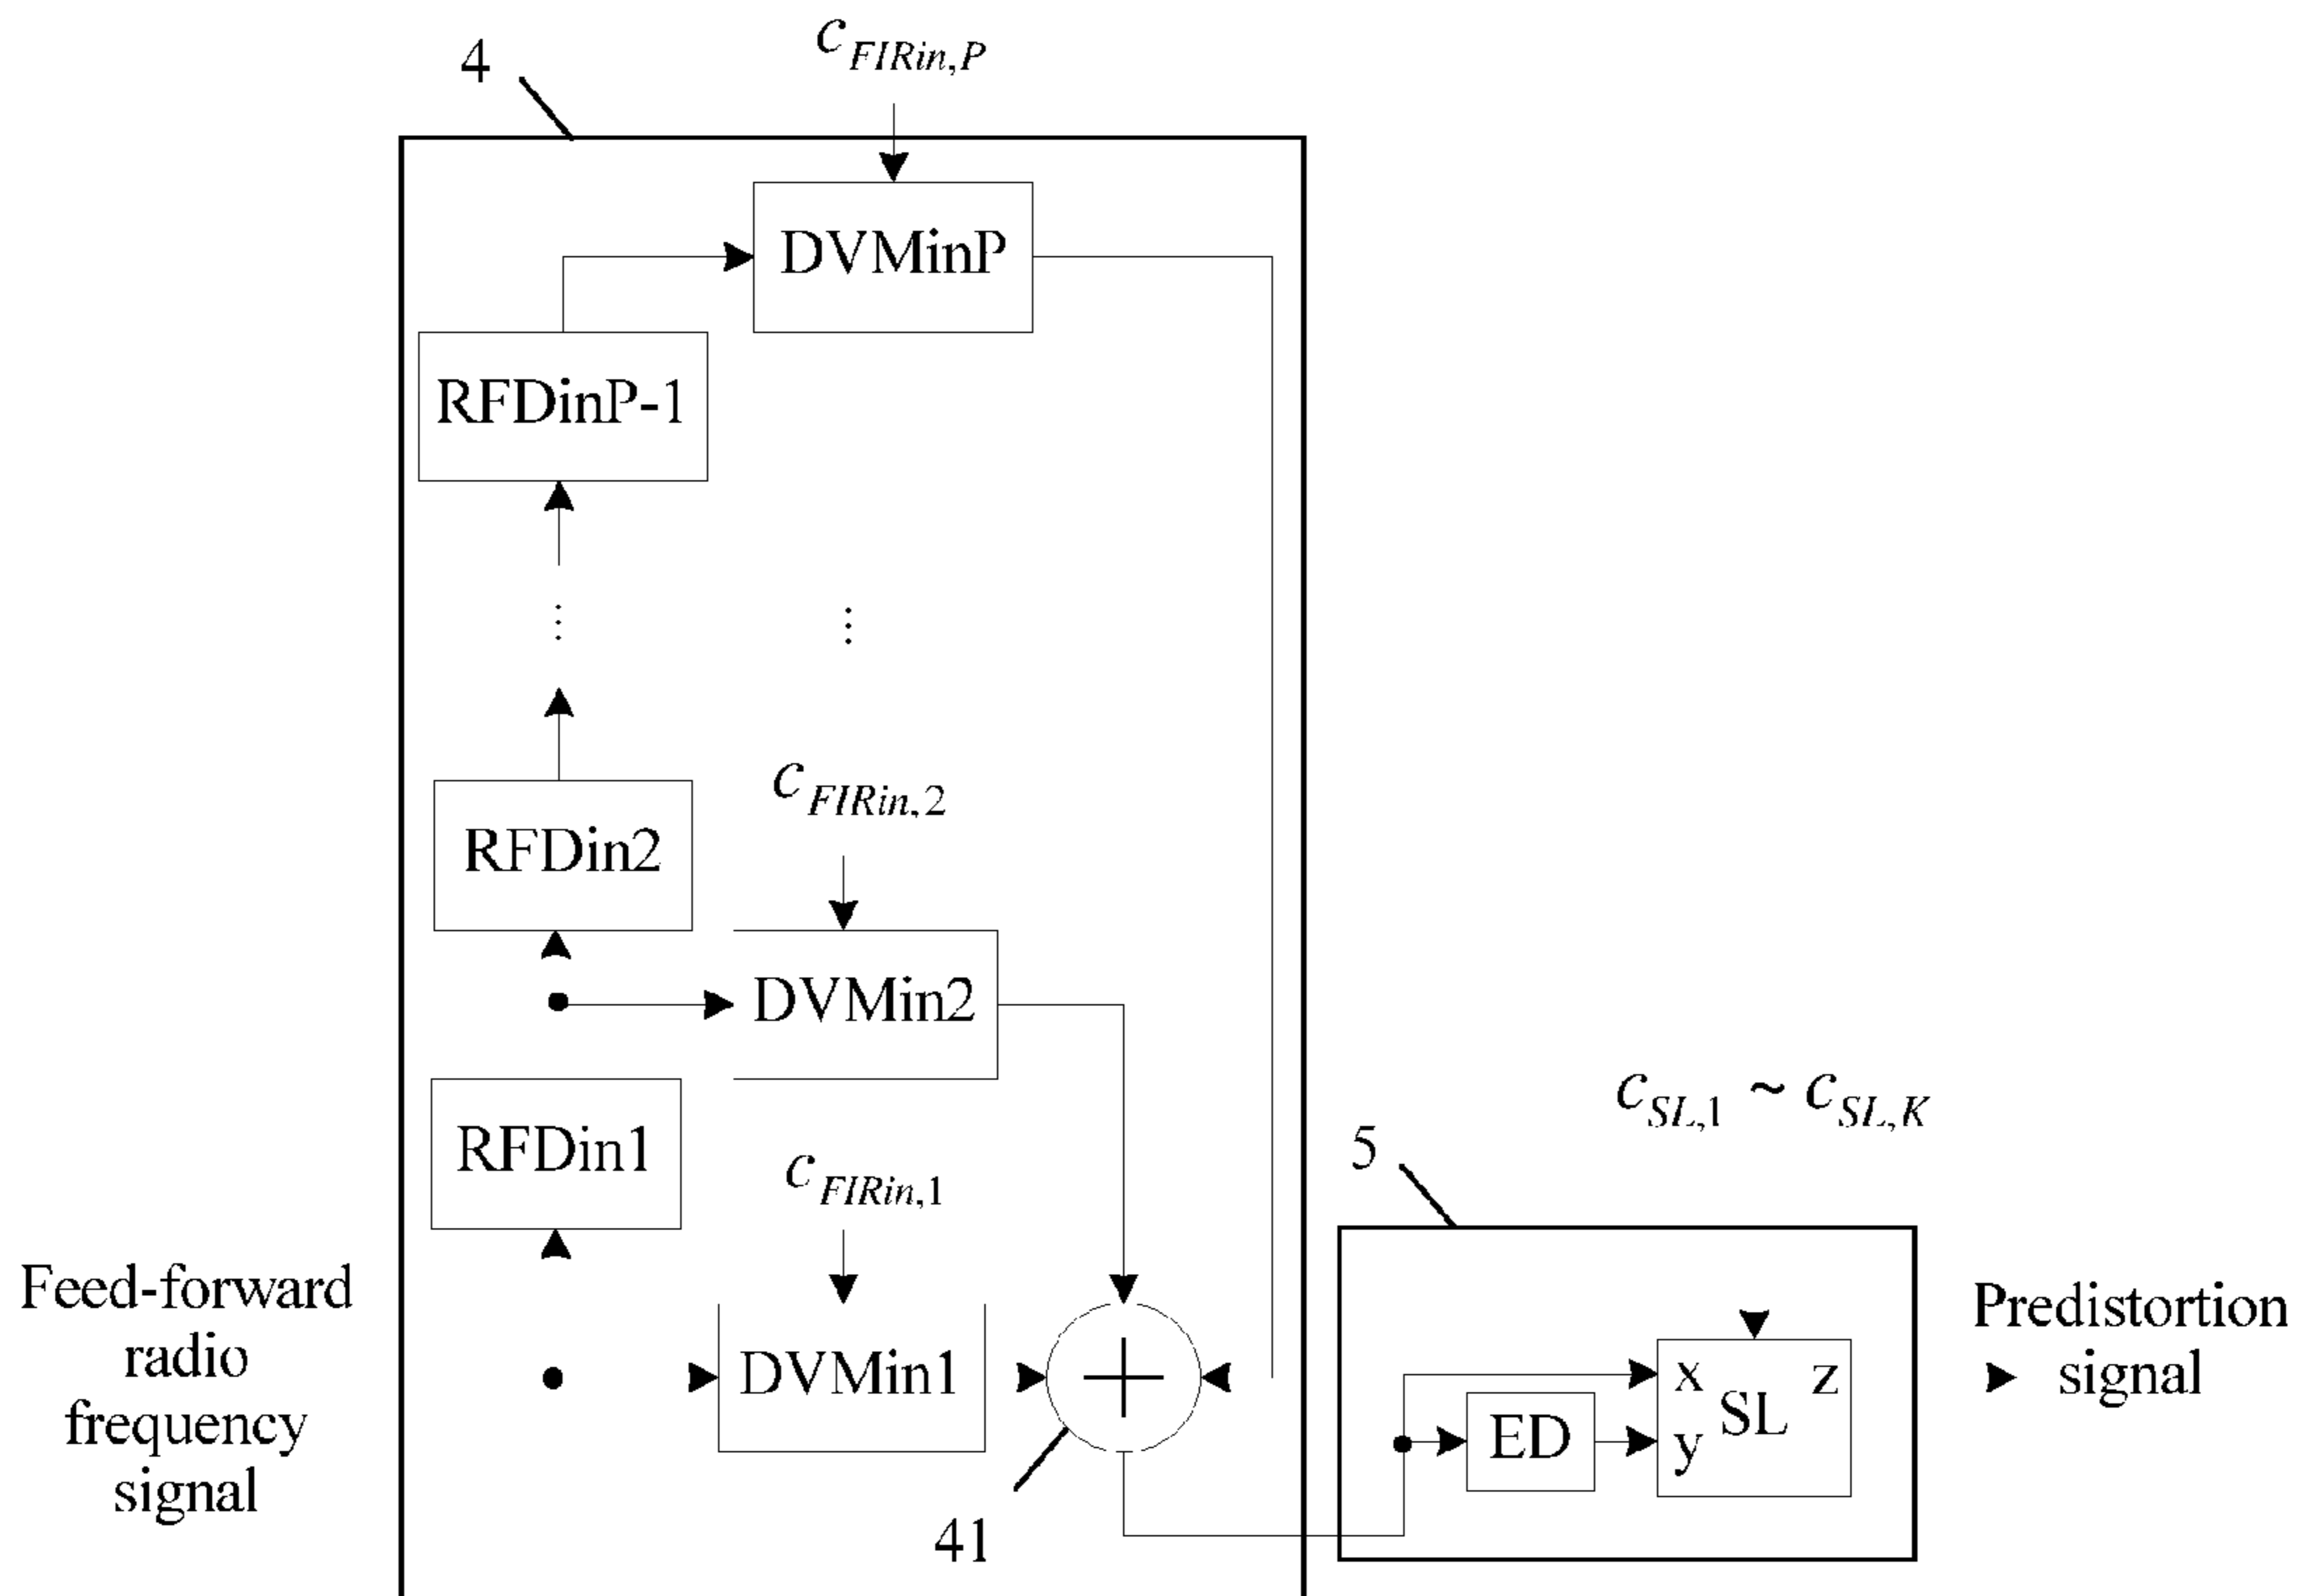 4
c_{FIRin,P}
DVMinP
RFDinP-1
⋮
⋮
c_{FIRin,2}
RFDin2
DVMin2
RFDin1
c_{FIRin,1}
c_{SL,1} ~ c_{SL,K}
5
Feed-forward
radio
frequency
signal
DVMin1
+
41
x
y
SL
z
ED
Predistortion
signal